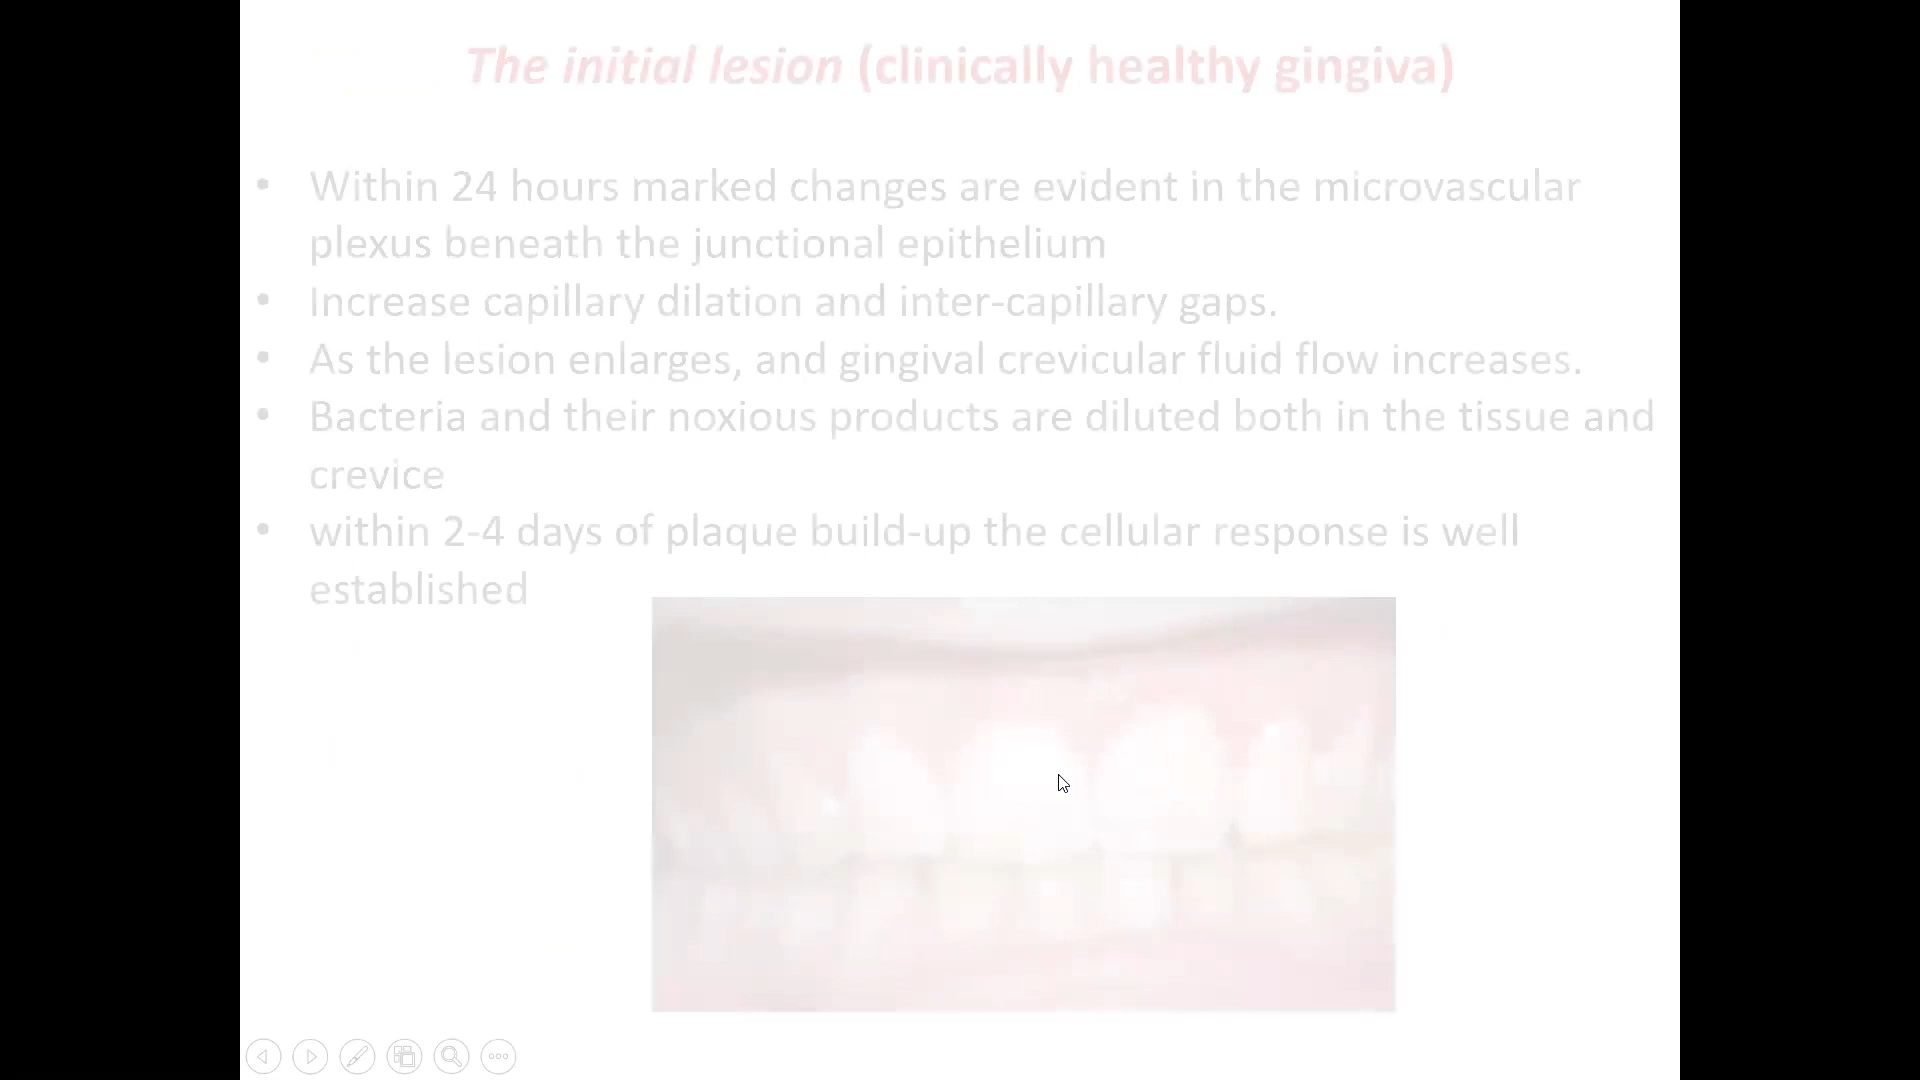 The initial lesion (clinically healthy gingiva)
• Within 24 hours marked changes are evident in the microvascular
plexus beneath the junctional epithelium
• Increase capillary dilation and inter-capillary gaps.
• As the lesion enlarges, and gingival crevicular fluid flow increases.
• Bacteria and their noxious products are diluted both in the tissue and
crevice
• within 2-4 days of plaque build-up the cellular response is well
established